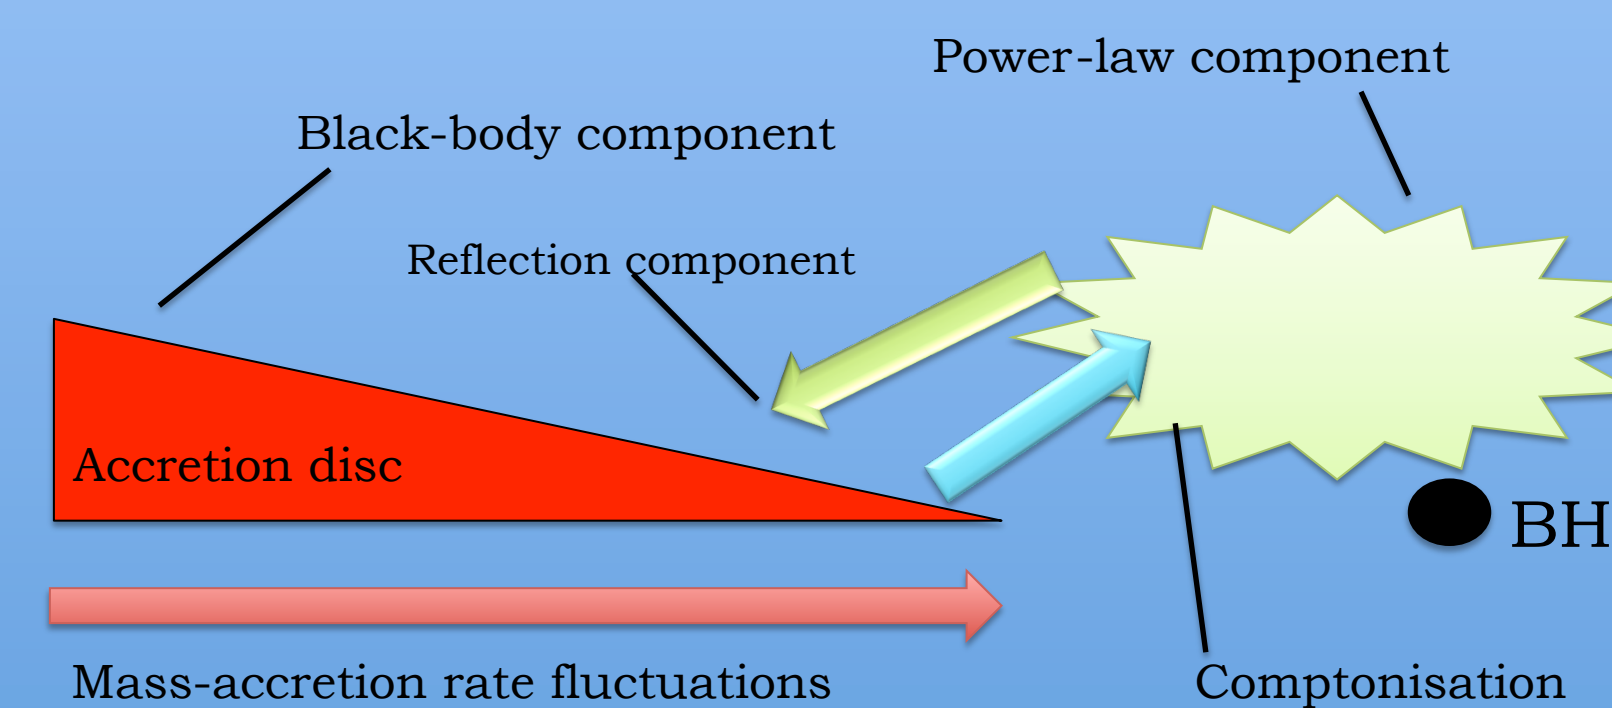 Power-law component
Black-body component
Reflection component
Accretion disc
BH
Mass-accretion rate fluctuations
Comptonisation